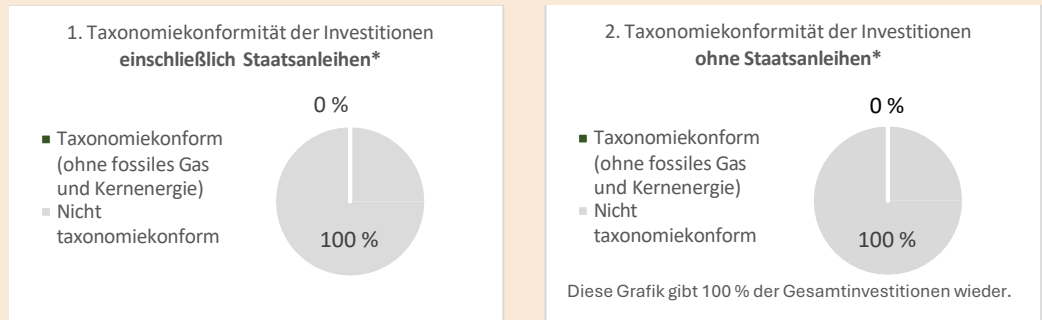 1. Taxonomiekonformität der Investitionen
einschließlich Staatsanleihen*
0 %
Taxonomiekonform
(ohne fossiles Gas
und Kernenergie)
Nicht
taxonomiekonform
100 %
2. Taxonomiekonformität der Investitionen
ohne Staatsanleihen*
0 %
Taxonomiekonform
(ohne fossiles Gas
und Kernenergie)
Nicht
taxonomiekonform
100 %
Diese Grafik gibt 100 % der Gesamtinvestitionen wieder.